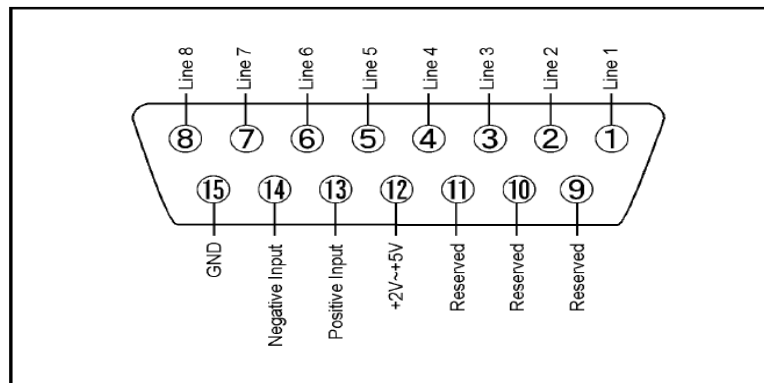 Line 8
Line 7
Line 6
Line 5
Line 4
Line 3
Line 2
Line 1
8
7
6
5
4
3
2
1
15
14
13
12
11
10
9
GND
Negative Input
Positive Input
+2V~+5V
Reserved
Reserved
Reserved